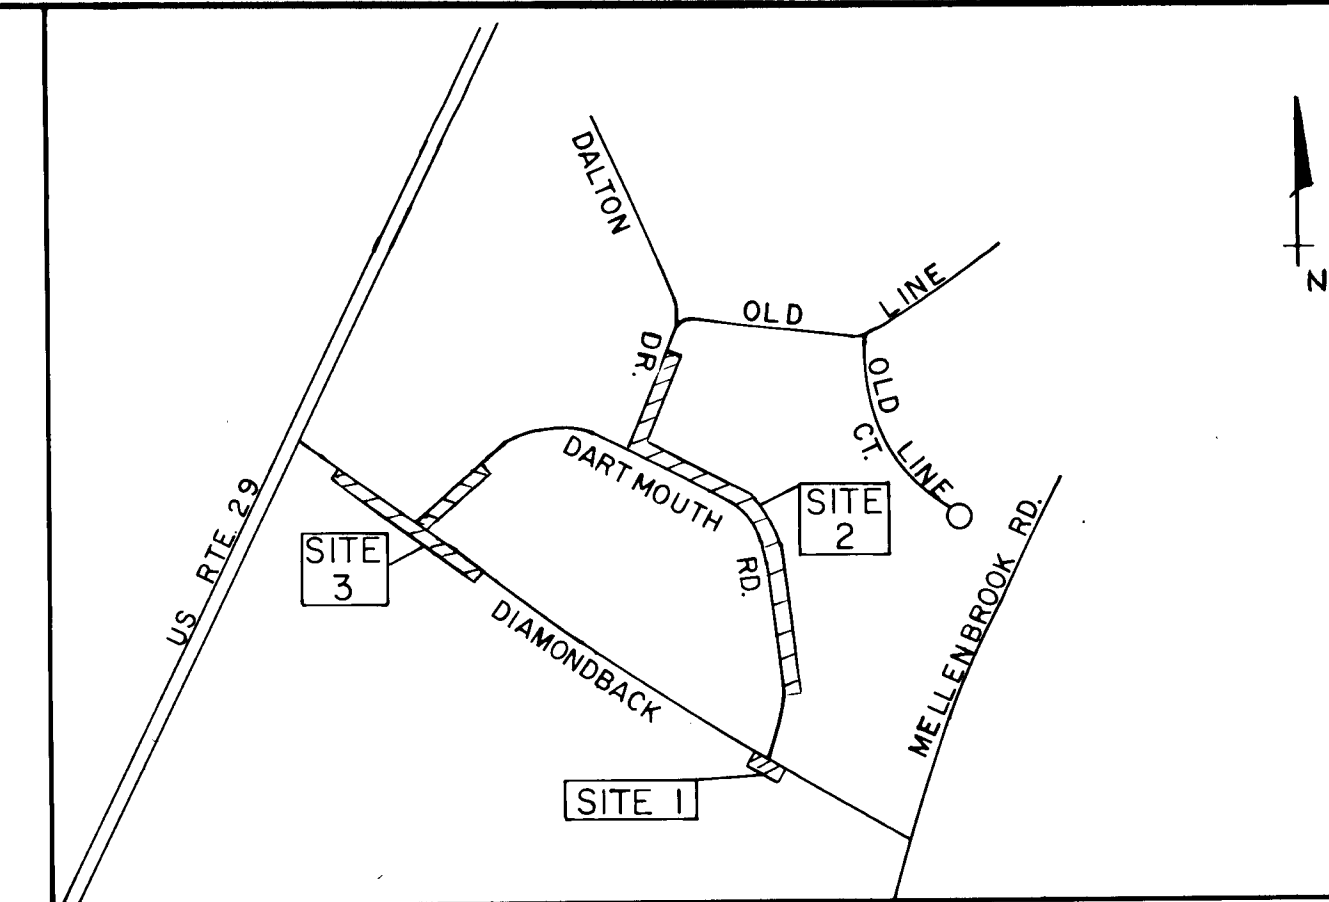 DALTON
DR.
OLD
LINE
OLD LINE
CT.
N
US RTE. 29
DARTMOUTH
RD.
SITE
2
SITE
3
DIAMONDBACK
MELLENBROOK RD.
SITE 1